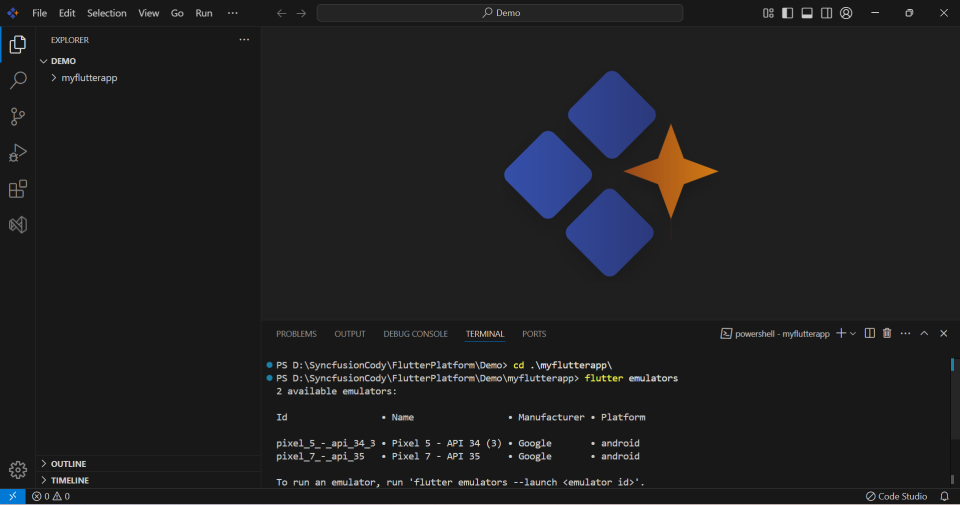 File Edit Selection View Go Run ··· Demo
EXPLORER ···
DEMO
myflutterapp
PROBLEMS OUTPUT DEBUG CONSOLE TERMINAL PORTS powershell - myflutterapp ···
PS D:\SyncfusionCody\FlutterPlatform\Demo> cd .\myflutterapp\
PS D:\SyncfusionCody\FlutterPlatform\Demo\myflutterapp> flutter emulators
2 available emulators:
Id • Name • Manufacturer • Platform
pixel_5_-_api_34_3 • Pixel 5 - API 34 (3) • Google • android
pixel_7_-_api_35 • Pixel 7 - API 35 • Google • android
To run an emulator, run 'flutter emulators --launch <emulator id>'.
OUTLINE
TIMELINE
0 0 Code Studio